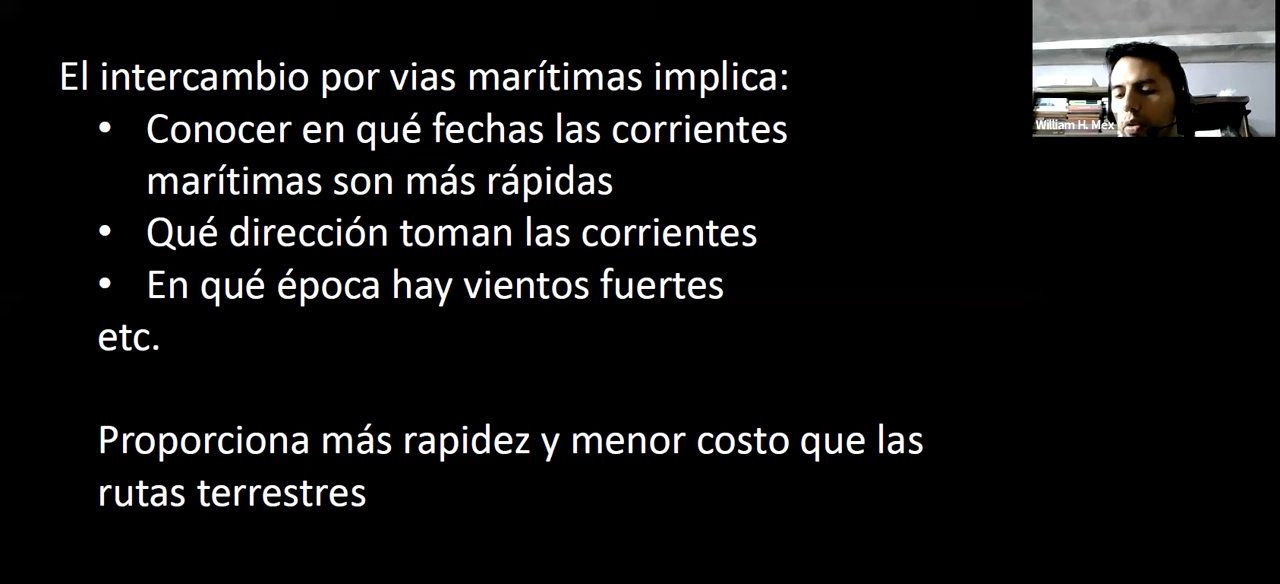 El intercambio por vias marítimas implica:
• Conocer en qué fechas las corrientes
marítimas son más rápidas
• Qué dirección toman las corrientes
• En qué época hay vientos fuertes
etc.
Proporciona más rapidez y menor costo que las
rutas terrestres
William H. Mex